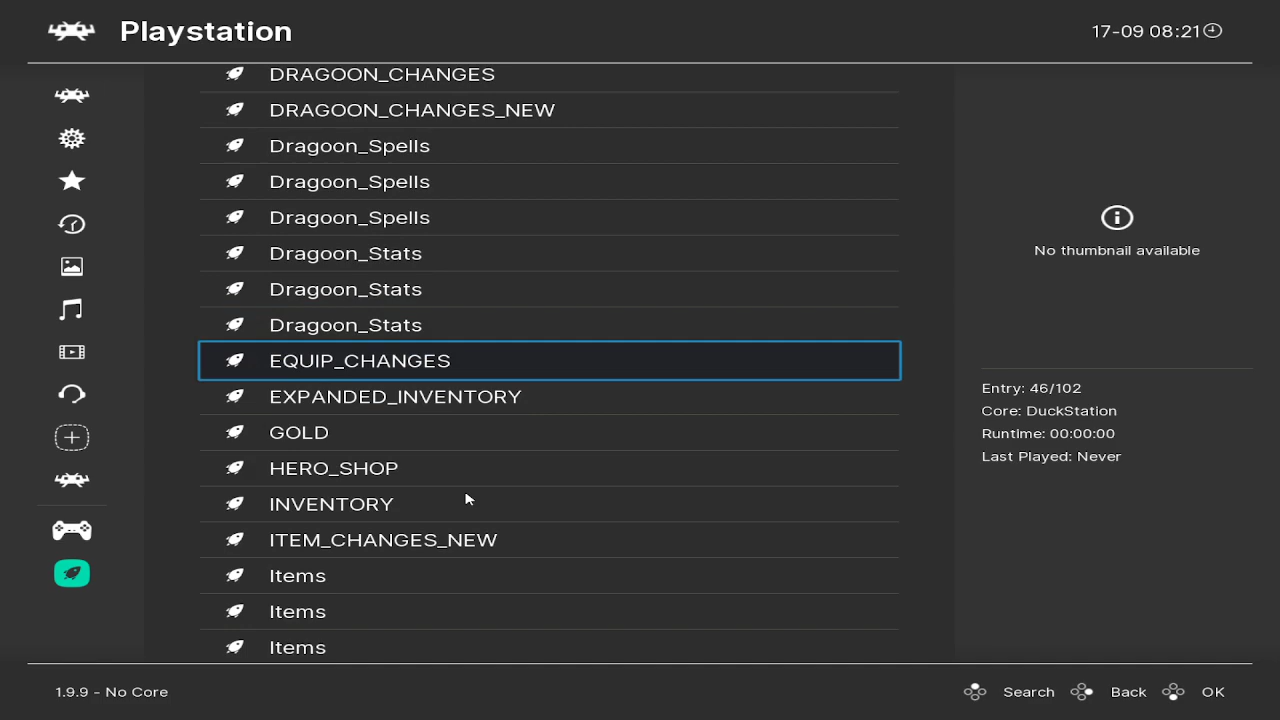 Playstation
17-09 08:21
DRAGOON_CHANGES
DRAGOON_CHANGES_NEW
Dragoon_Spells
Dragoon_Spells
Dragoon_Spells
Dragoon_Stats
Dragoon_Stats
Dragoon_Stats
EQUIP_CHANGES
EXPANDED_INVENTORY
GOLD
HERO_SHOP
INVENTORY
ITEM_CHANGES_NEW
Items
Items
Items
No thumbnail available
Entry: 46/102
Core: DuckStation
Runtime: 00:00:00
Last Played: Never
1.9.9 - No Core
Search
Back
OK